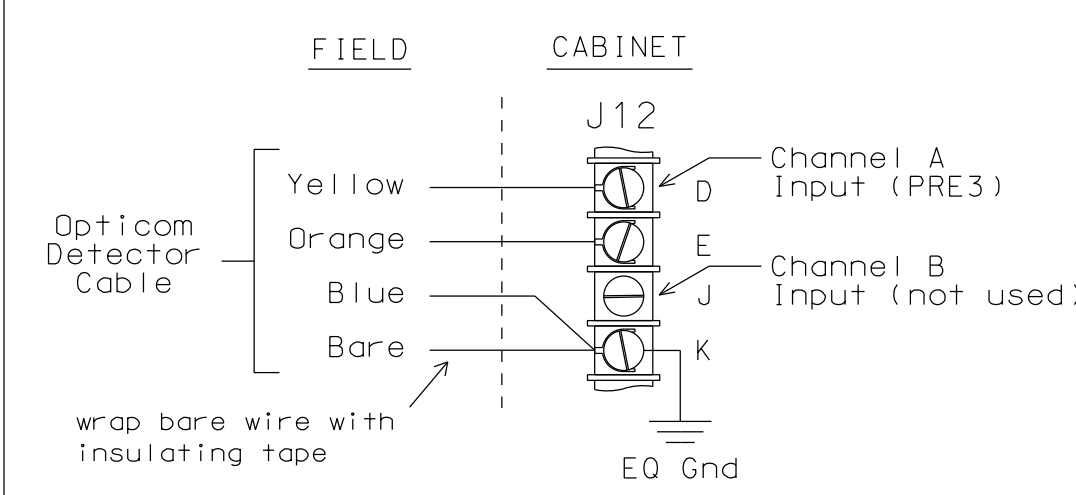 FIELD CABINET
J12
Channel A
Input (PRE3)
Yellow D
Opticom
Detector
Cable
Orange E
Channel B
Input (not used)
Blue J
Bare K
wrap bare wire with
insulating tape
EQ Gnd